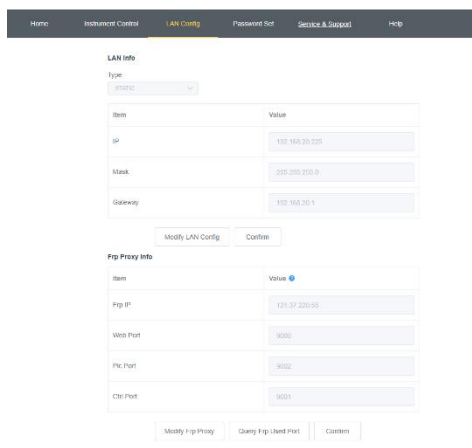 Home Instrument Control LAN Config Password Set Service & Support Help
LAN Info
Type
static
Item Value
IP 192.168.20.225
Mask 255.255.255.0
Gateway 192.168.20.1
Modify LAN Config Confirm
Frp Proxy Info
Item Value
Frp IP 121.37.220.55
Web Port 9000
Pic Port 9002
Ctrl Port 9001
Modify Frp Proxy Query Frp Used Port Confirm